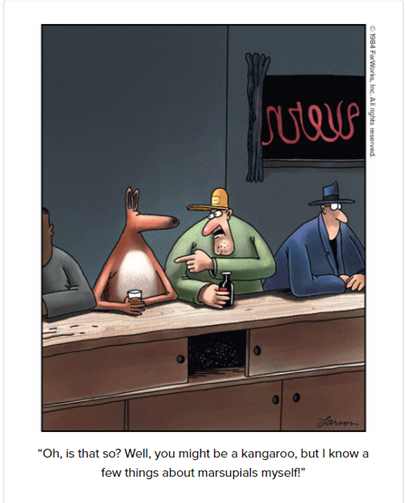 © 1984 FarWorks, Inc. All rights reserved.
Larson
“Oh, is that so? Well, you might be a kangaroo, but I know a
few things about marsupials myself!”